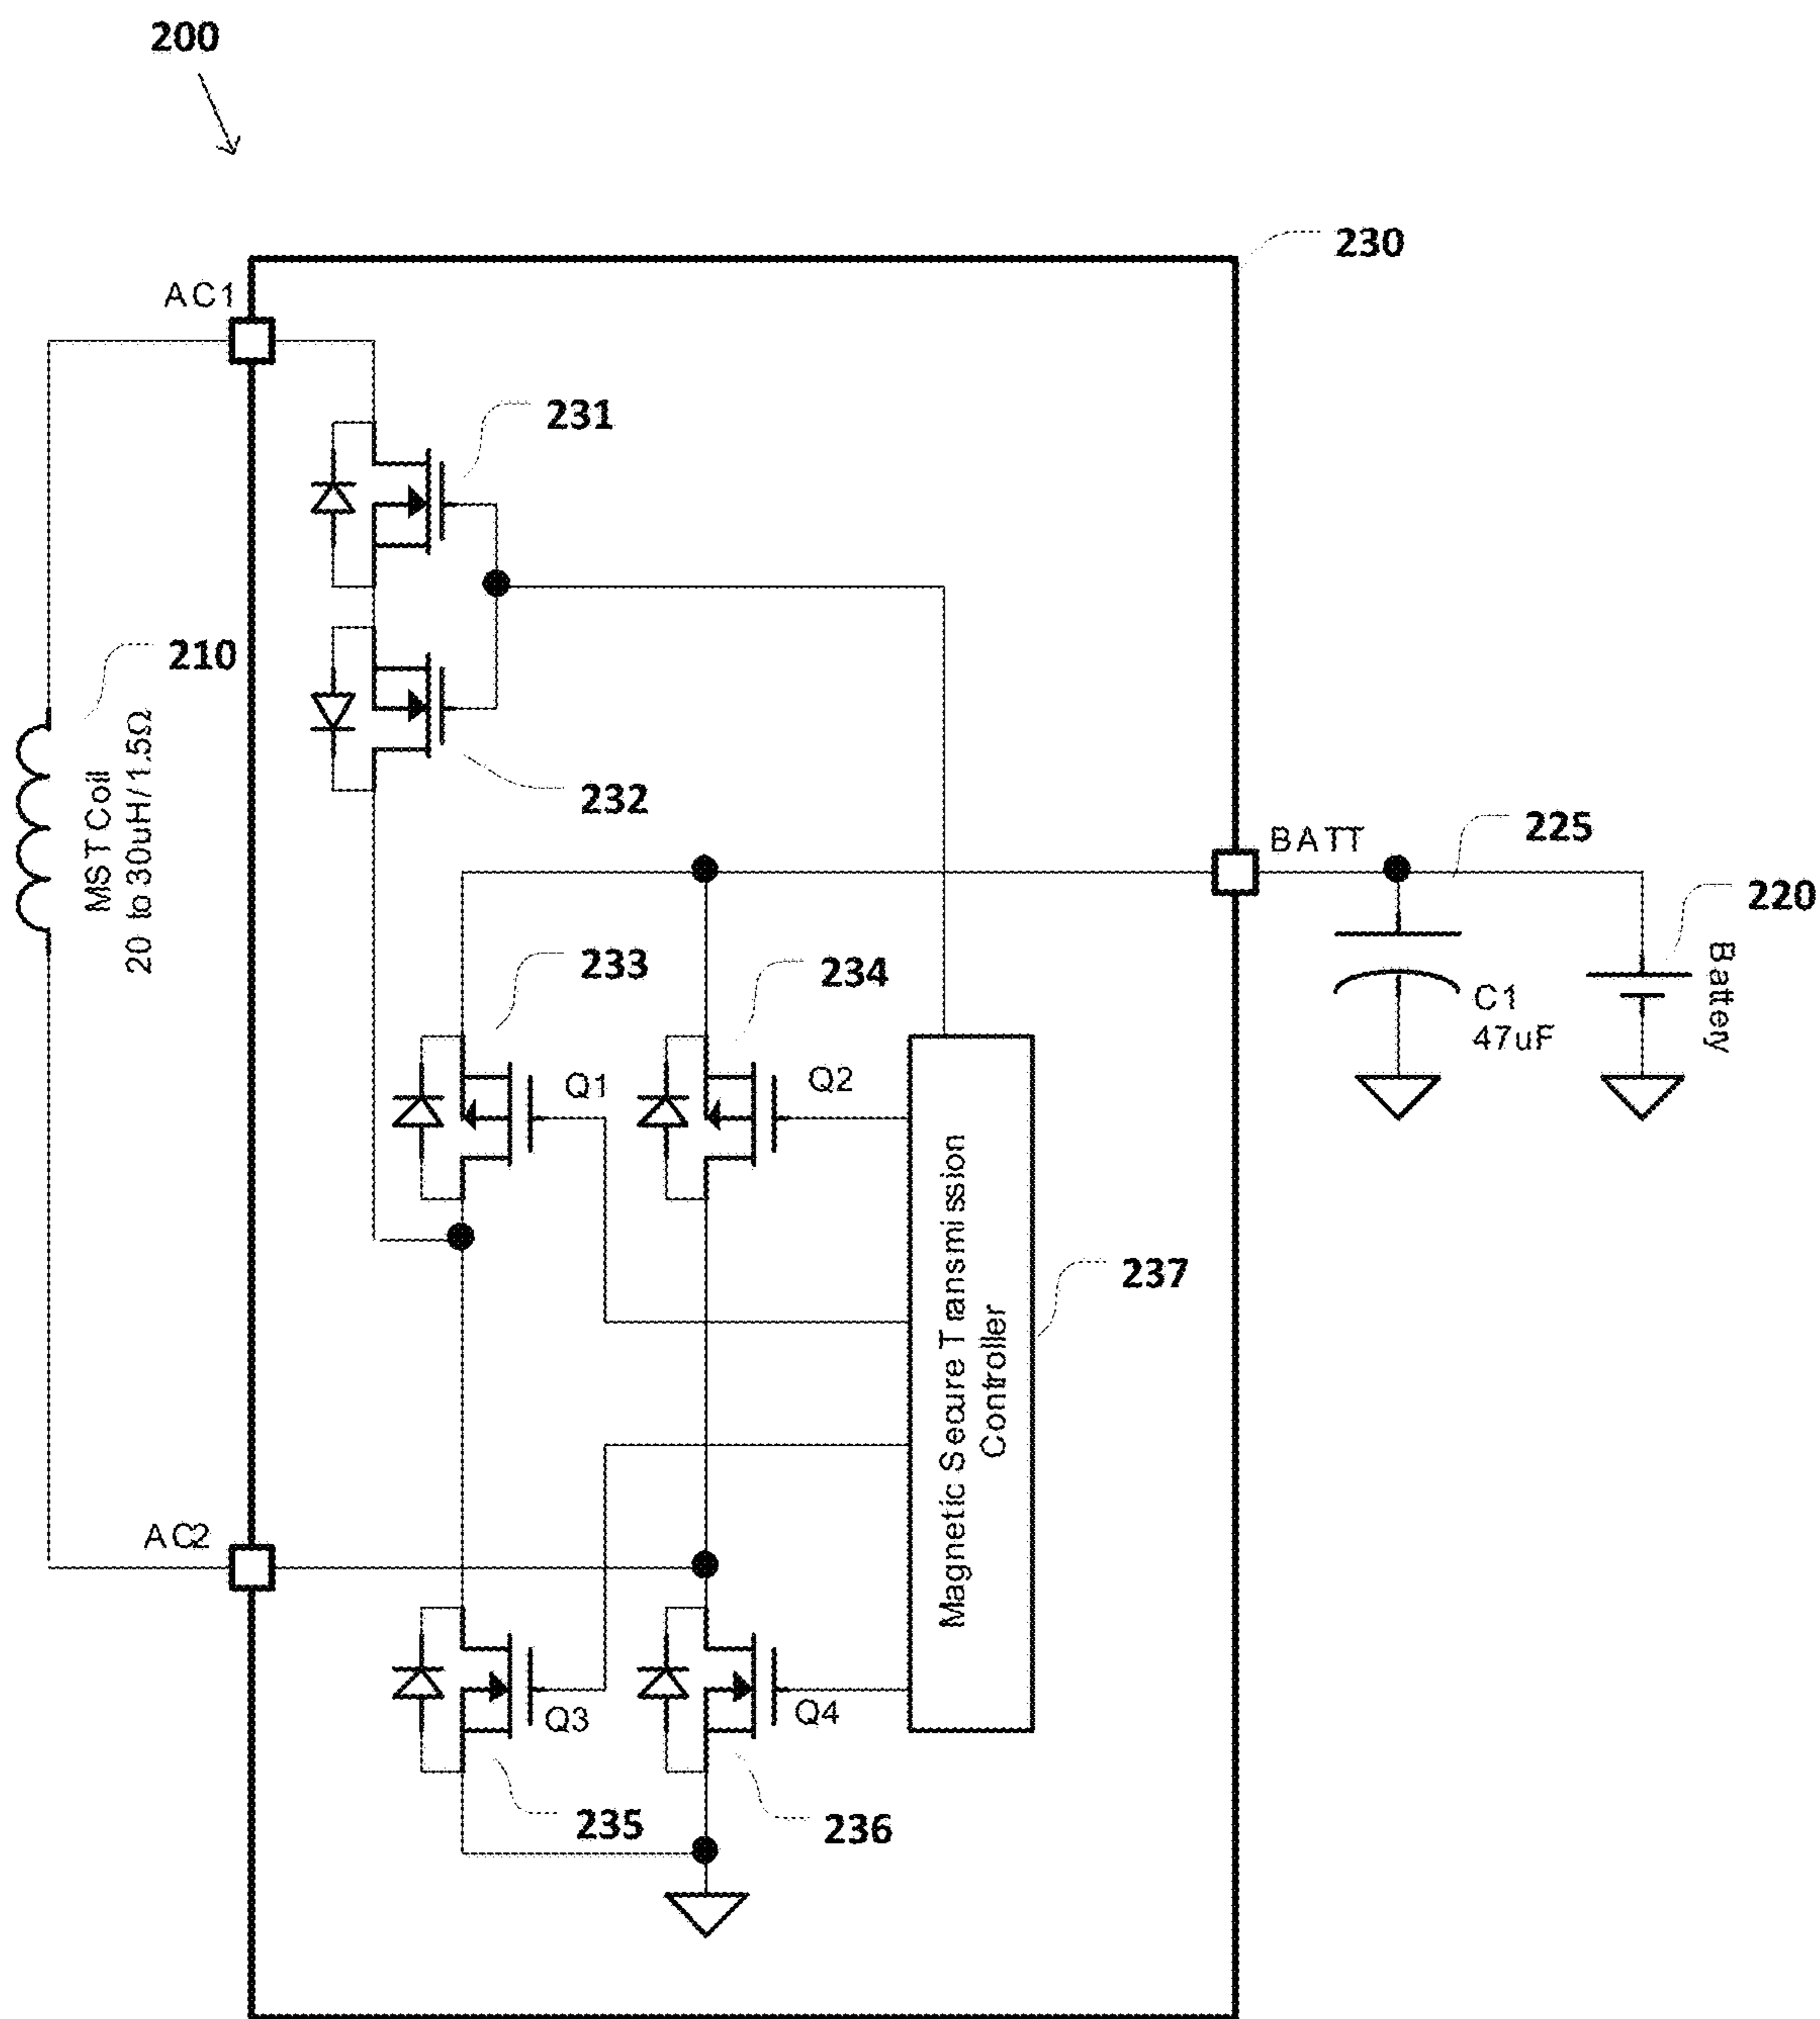 200
230
AC1
231
210
MST Coil
20 to 30uH/1.5Ω
232
BATT
225
220
Battery
233
234
C1
47uF
Q1
Q2
Magnetic Secure Transmission
Controller
237
AC2
Q3
Q4
235
236